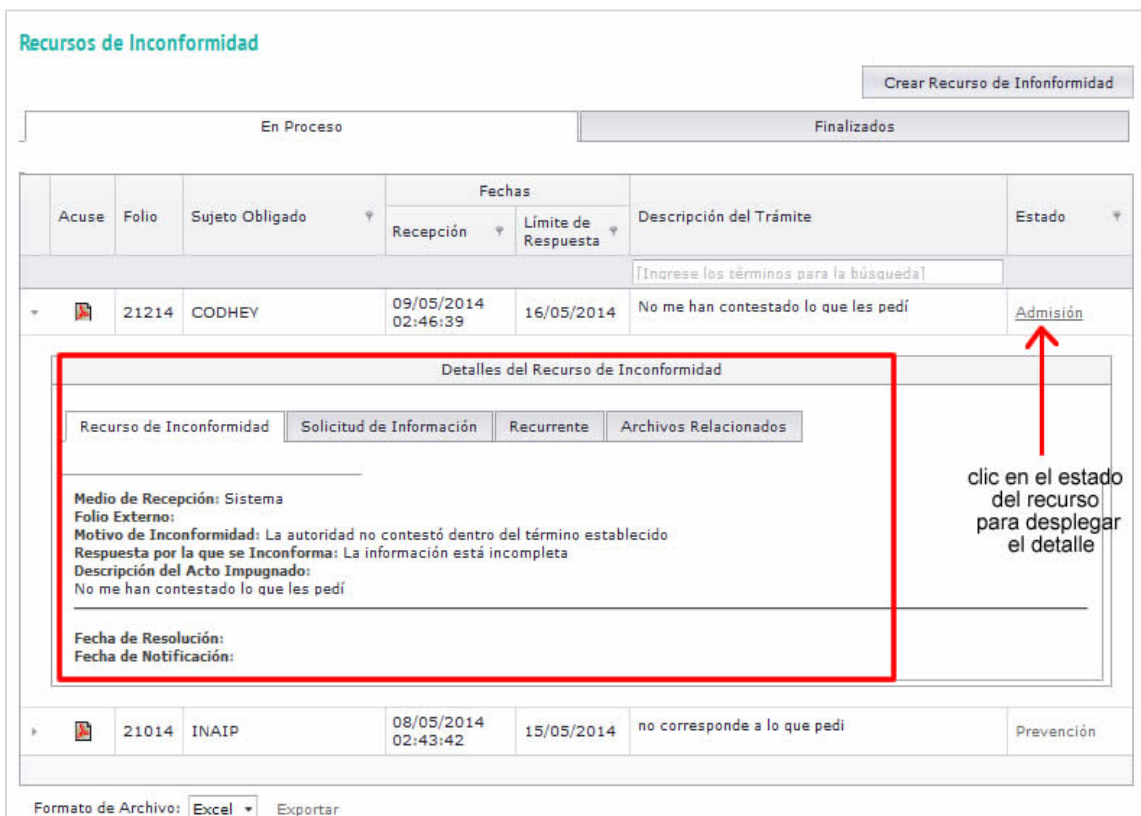 Recursos de Inconformidad
Crear Recurso de Infonformidad
En Proceso
Finalizados
Acuse
Folio
Sujeto Obligado
Fechas
Recepción
Límite de
Respuesta
Descripción del Trámite
Estado
[Ingrese los términos para la búsqueda]
21214
CODHEY
09/05/2014
02:46:39
16/05/2014
No me han contestado lo que les pedí
Admisión
Detalles del Recurso de Inconformidad
Recurso de Inconformidad
Solicitud de Información
Recurrente
Archivos Relacionados
clic en el estado
del recurso
para desplegar
el detalle
Medio de Recepción: Sistema
Folio Externo:
Motivo de Inconformidad: La autoridad no contestó dentro del término establecido
Respuesta por la que se Inconforma: La información está incompleta
Descripción del Acto Impugnado:
No me han contestado lo que les pedí
Fecha de Resolución:
Fecha de Notificación:
21014
INAIP
08/05/2014
02:43:42
15/05/2014
no corresponde a lo que pedi
Prevención
Formato de Archivo: Excel Exportar